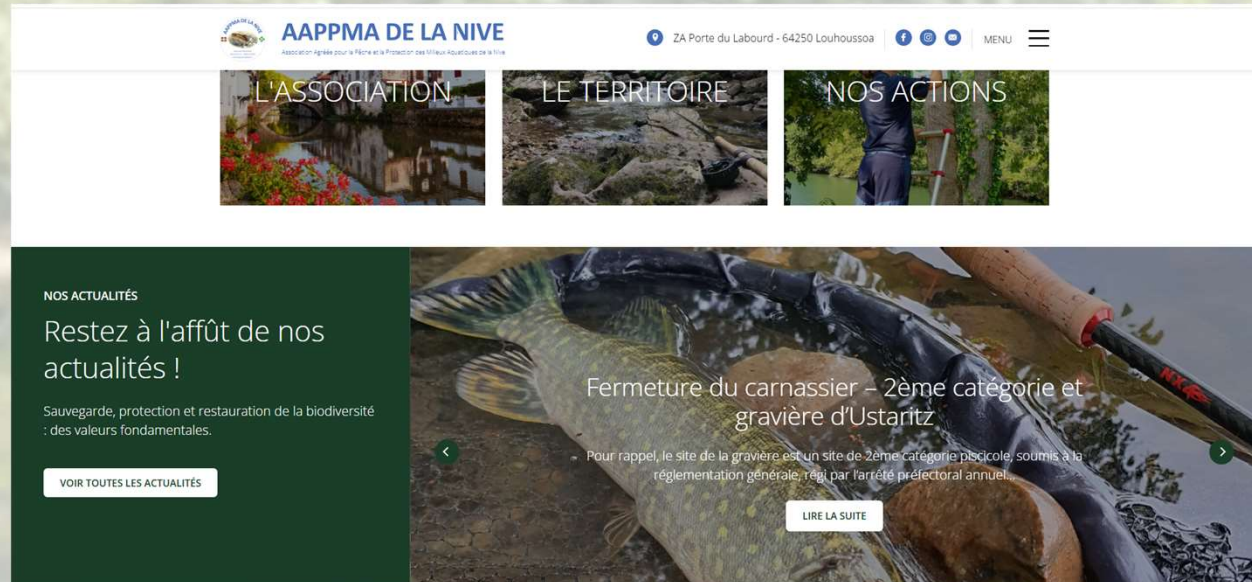 AAPPMA DE LA NIVE
Association Agréée pour la Pêche et la Protection des Milieux Aquatiques de la Nive
ZA Porte du Labourd - 64250 Louhoussoa
MENU
L'ASSOCIATION
LE TERRITOIRE
NOS ACTIONS
NOS ACTUALITÉS
Restez à l'affût de nos
actualités !
Sauvegarde, protection et restauration de la biodiversité
: des valeurs fondamentales.
VOIR TOUTES LES ACTUALITÉS
Fermeture du carnassier – 2ème catégorie et
gravière d'Ustaritz
Pour rappel, le site de la gravière est un site de 2ème catégorie piscicole, soumis à la
réglementation générale, régi par l'arrêté préfectoral annuel...
LIRE LA SUITE